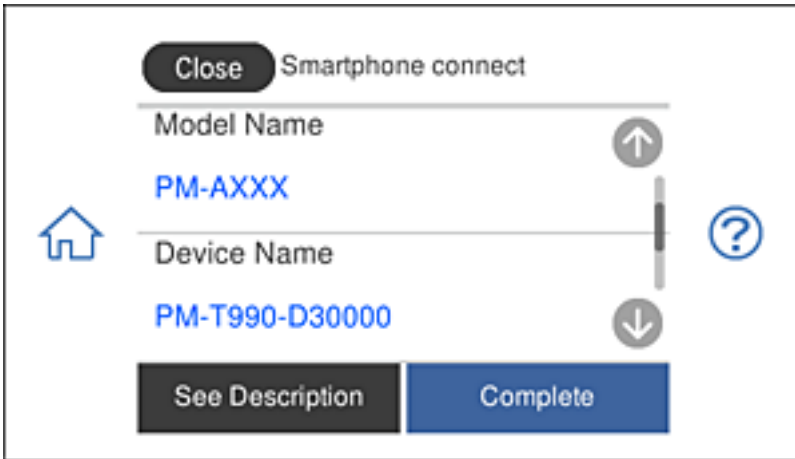 Close Smartphone connect
Model Name
PM-AXXX
Device Name
PM-T990-D30000
See Description Complete